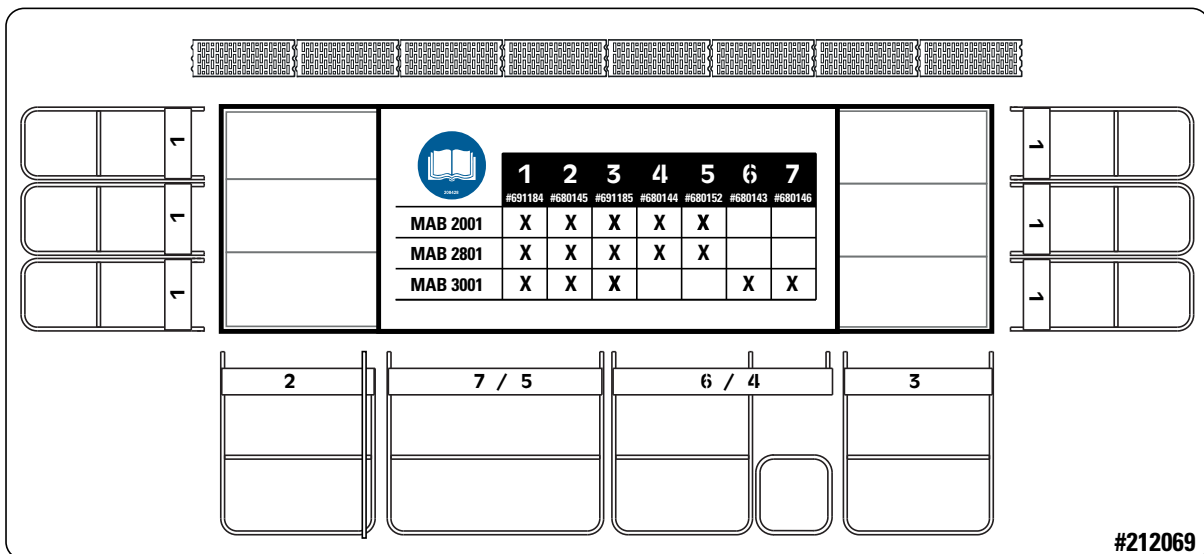 1
1
1
208428
1 2 3 4 5 6 7
#691184 #680145 #691185 #680144 #680152 #680143 #680146
MAB 2001 X X X X X
MAB 2801 X X X X X
MAB 3001 X X X X X
1
1
1
2
7 / 5
6 / 4
3
#212069